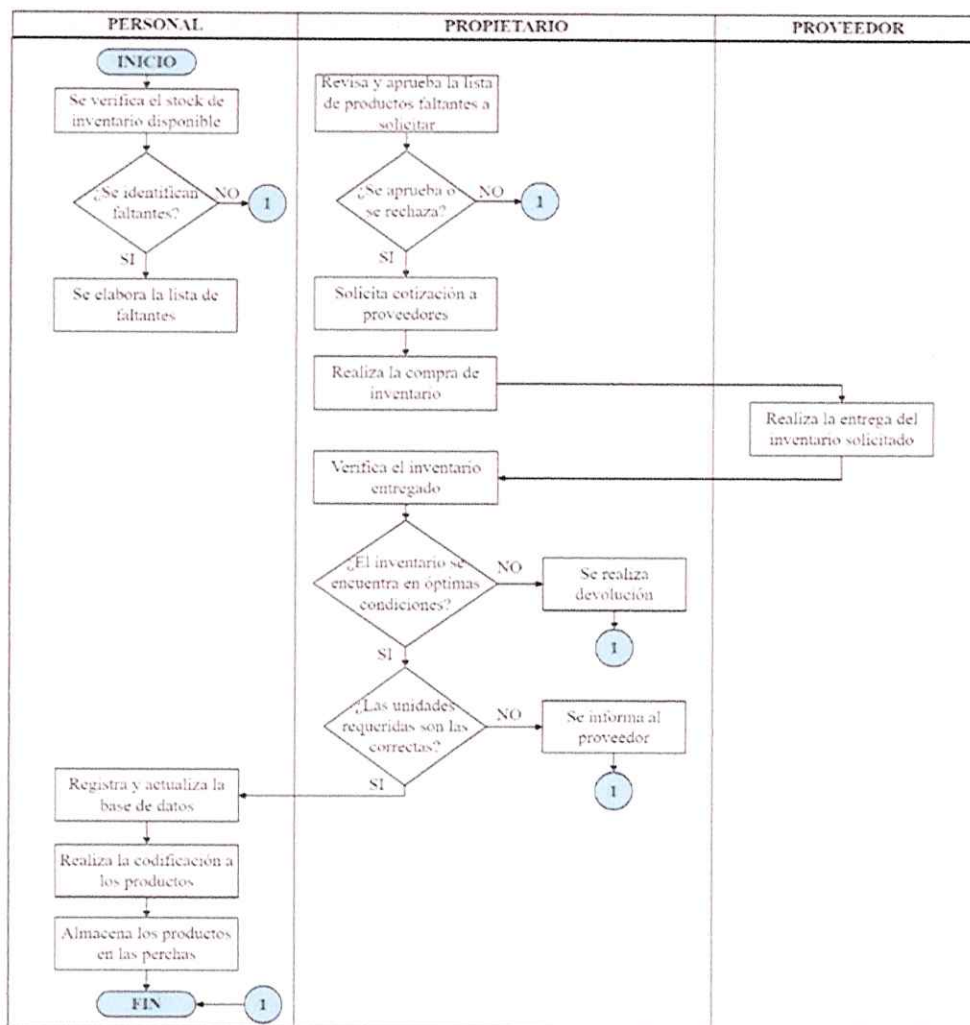 PERSONAL
PROPIETARIO
PROVEEDOR
INICIO
Se verifica el stock de
inventario disponible
¿Se identifican
faltantes?
NO
1
SI
Se elabora la lista de
faltantes
Revisa y aprueba la lista
de productos faltantes a
solicitar
¿Se aprueba o
se rechaza?
NO
1
SI
Solicita cotización a
proveedores
Realiza la compra de
inventario
Realiza la entrega del
inventario solicitado
Verifica el inventario
entregado
¿El inventario se
encuentra en óptimas
condiciones?
NO
Se realiza
devolución
1
SI
¿Las unidades
requeridas son las
correctas?
NO
Se informa al
proveedor
1
SI
Registra y actualiza la
base de datos
Realiza la codificación a
los productos
Almacena los productos
en las perchas
FIN
1